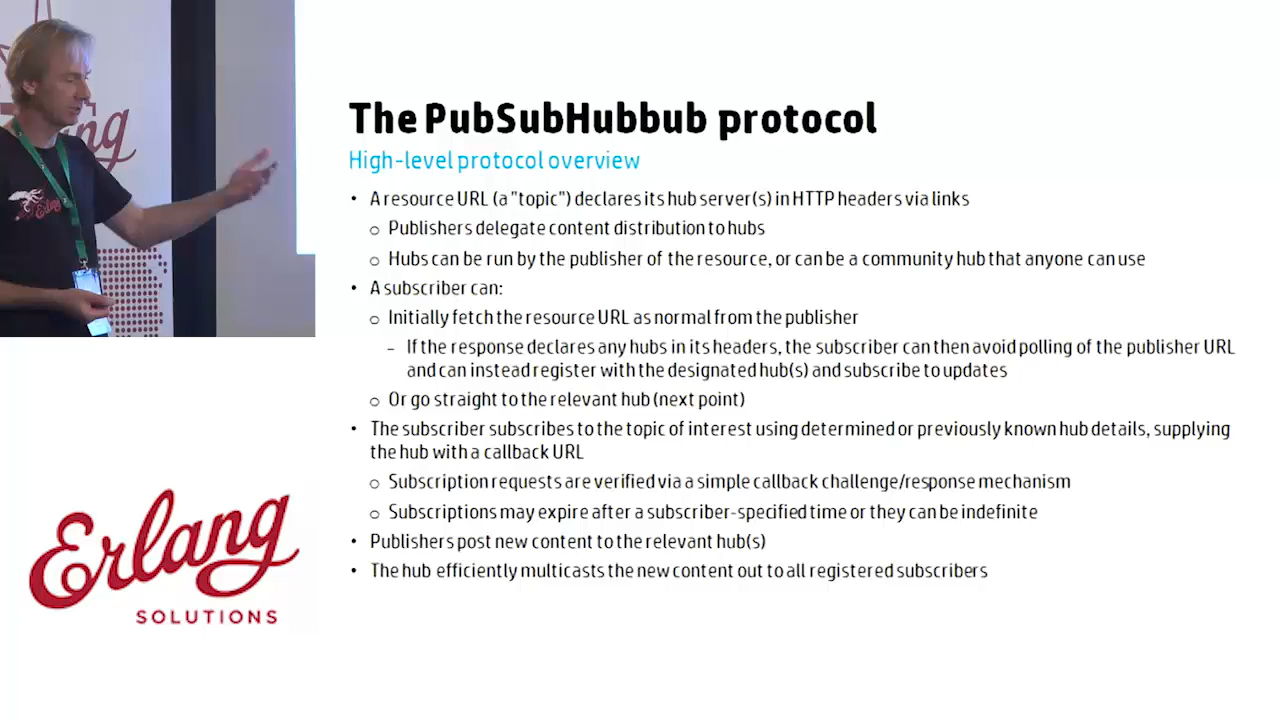 The PubSubHubbub protocol
High-level protocol overview
• A resource URL (a "topic") declares its hub server(s) in HTTP headers via links
o Publishers delegate content distribution to hubs
o Hubs can be run by the publisher of the resource, or can be a community hub that anyone can use
• A subscriber can:
o Initially fetch the resource URL as normal from the publisher
– If the response declares any hubs in its headers, the subscriber can then avoid polling of the publisher URL
and can instead register with the designated hub(s) and subscribe to updates
o Or go straight to the relevant hub (next point)
• The subscriber subscribes to the topic of interest using determined or previously known hub details, supplying
the hub with a callback URL
o Subscription requests are verified via a simple callback challenge/response mechanism
o Subscriptions may expire after a subscriber-specified time or they can be indefinite
• Publishers post new content to the relevant hub(s)
• The hub efficiently multicasts the new content out to all registered subscribers
Erlang
SOLUTIONS